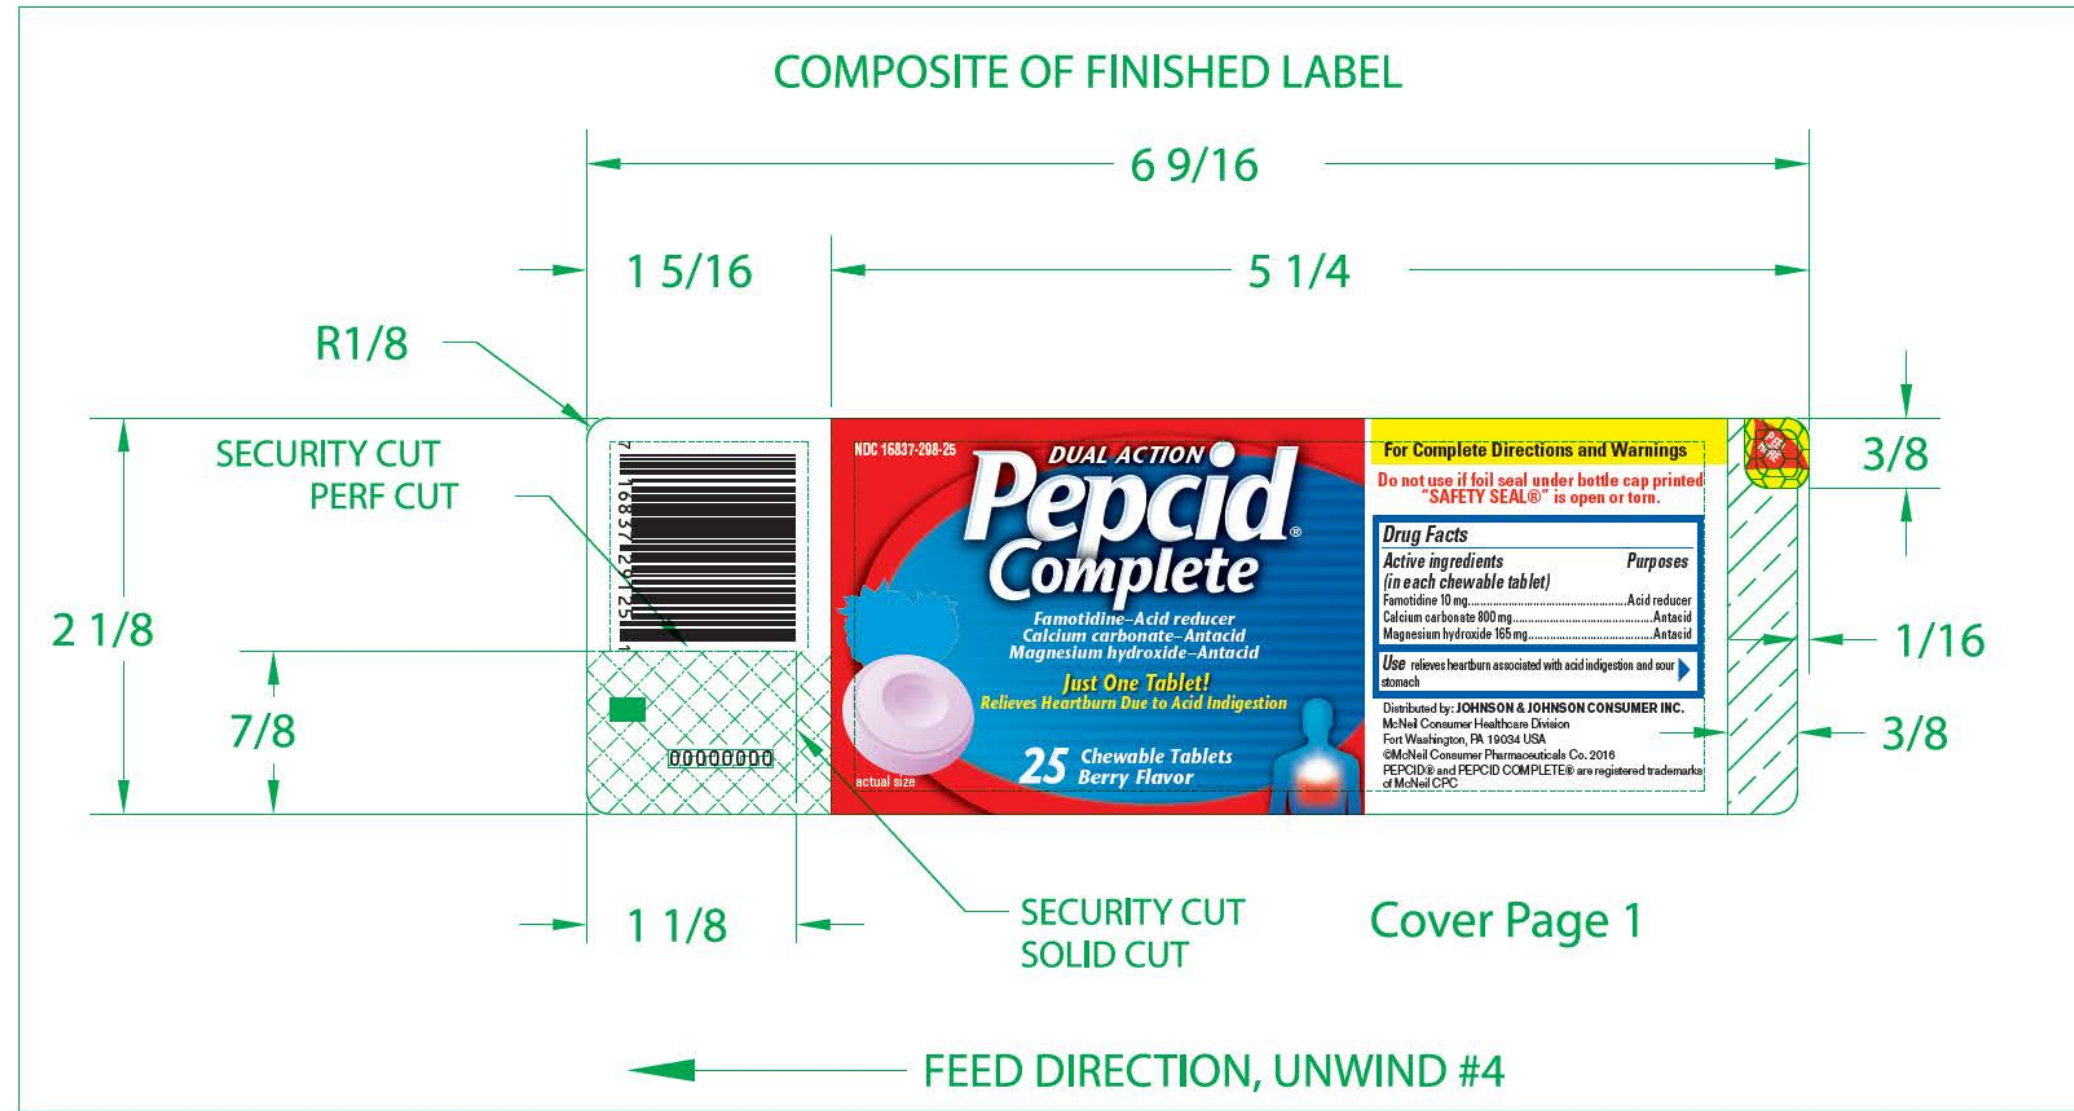 COMPOSITE OF FINISHED LABEL
6 9/16
1 5/16
5 1/4
R1/8
SECURITY CUT
PERF CUT
2 1/8
7/8
7 16837 29125 1
00000000
NDC 16837-298-25
DUAL ACTION
Pepcid®
Complete
Famotidine–Acid reducer
Calcium carbonate–Antacid
Magnesium hydroxide–Antacid
Just One Tablet!
Relieves Heartburn Due to Acid Indigestion
25 Chewable Tablets
Berry Flavor
actual size
For Complete Directions and Warnings
Do not use if foil seal under bottle cap printed
“SAFETY SEAL®” is open or torn.
Drug Facts
Active ingredients Purposes
(in each chewable tablet)
Famotidine 10 mg.....................................................Acid reducer
Calcium carbonate 800 mg...............................................Antacid
Magnesium hydroxide 165 mg..........................................Antacid
Use relieves heartburn associated with acid indigestion and sour
stomach
Distributed by: JOHNSON & JOHNSON CONSUMER INC.
McNeil Consumer Healthcare Division
Fort Washington, PA 19034 USA
©McNeil Consumer Pharmaceuticals Co. 2016
PEPCID® and PEPCID COMPLETE® are registered trademarks
of McNeil CPC
PEEL
HERE
3/8
1/16
3/8
1 1/8
SECURITY CUT
SOLID CUT
Cover Page 1
FEED DIRECTION, UNWIND #4